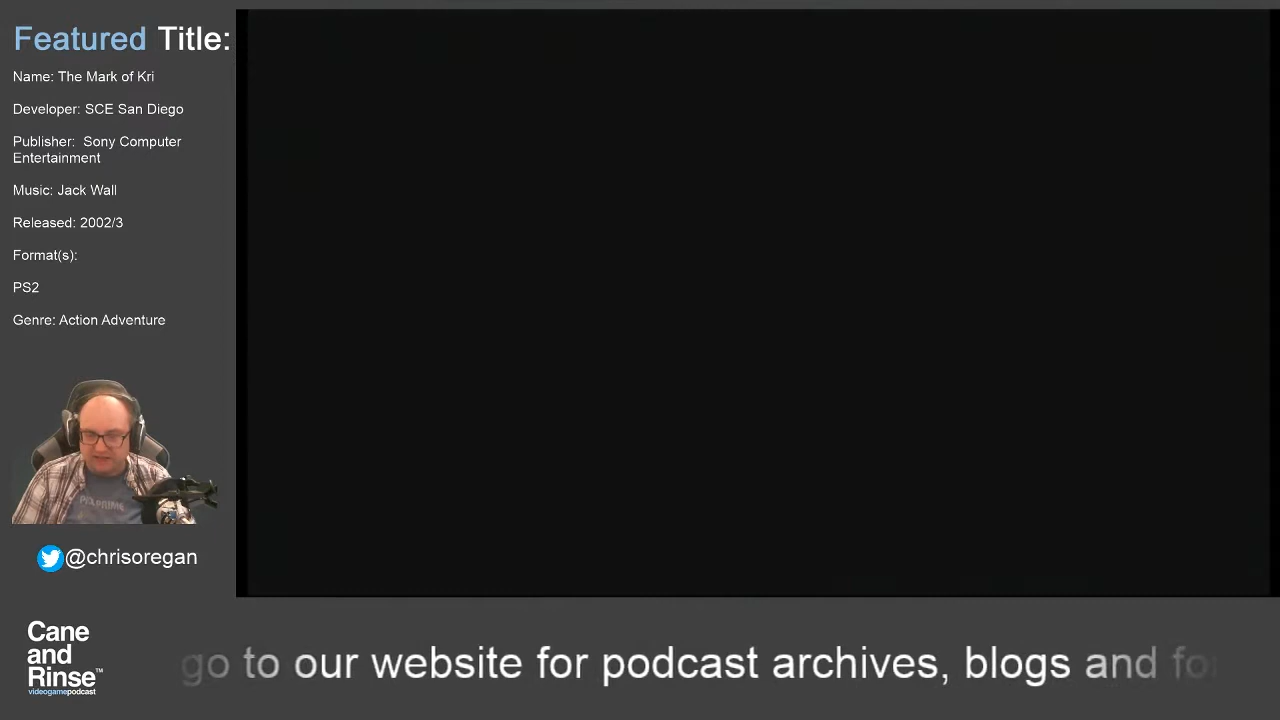 Featured Title:
Name: The Mark of Kri
Developer: SCE San Diego
Publisher: Sony Computer
Entertainment
Music: Jack Wall
Released: 2002/3
Format(s):
PS2
Genre: Action Adventure
@chrisoregan
Cane
and
Rinse™
videogamepodcast
go to our website for podcast archives, blogs and